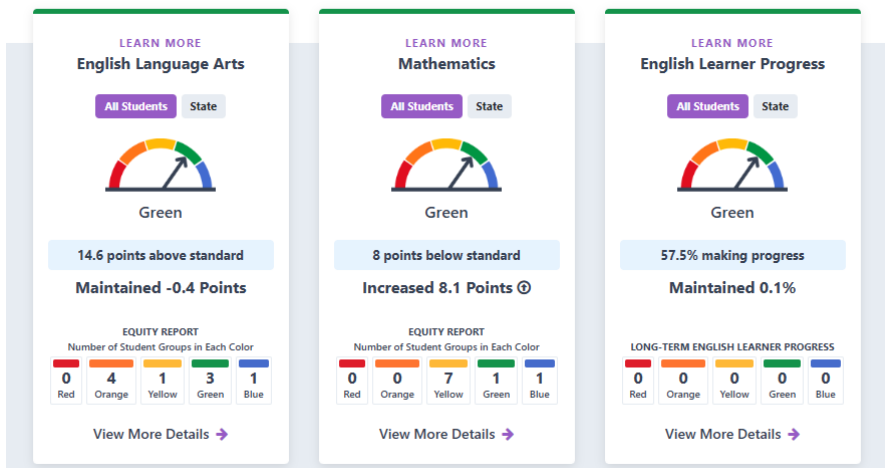 LEARN MORE
English Language Arts
All Students State
Green
14.6 points above standard
Maintained -0.4 Points
EQUITY REPORT
Number of Student Groups in Each Color
0 4 1 3 1
Red Orange Yellow Green Blue
View More Details
LEARN MORE
Mathematics
All Students State
Green
8 points below standard
Increased 8.1 Points
EQUITY REPORT
Number of Student Groups in Each Color
0 0 7 1 1
Red Orange Yellow Green Blue
View More Details
LEARN MORE
English Learner Progress
All Students State
Green
57.5% making progress
Maintained 0.1%
LONG-TERM ENGLISH LEARNER PROGRESS
0 0 0 0 0
Red Orange Yellow Green Blue
View More Details